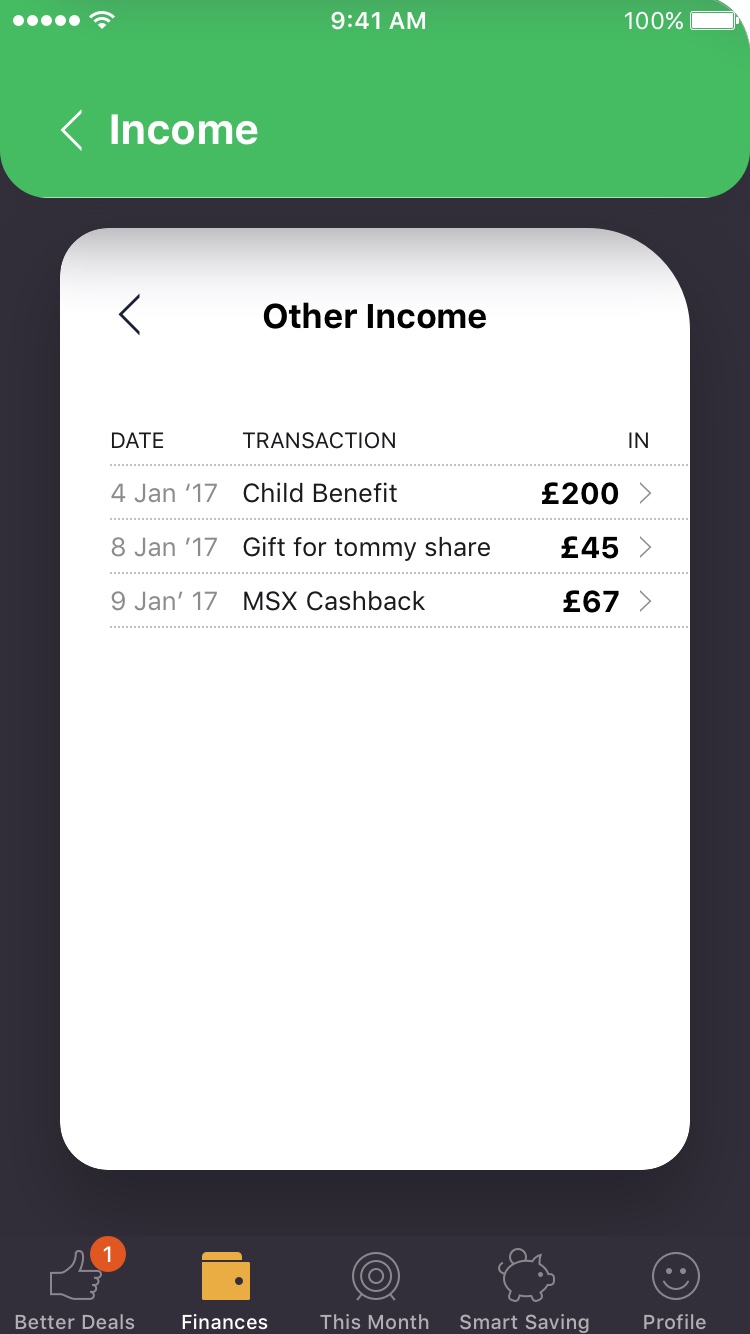 9:41 AM 100%
Income
Other Income
DATE TRANSACTION IN
4 Jan ‘17 Child Benefit £200
8 Jan ‘17 Gift for tommy share £45
9 Jan’ 17 MSX Cashback £67
1
Better Deals Finances This Month Smart Saving Profile